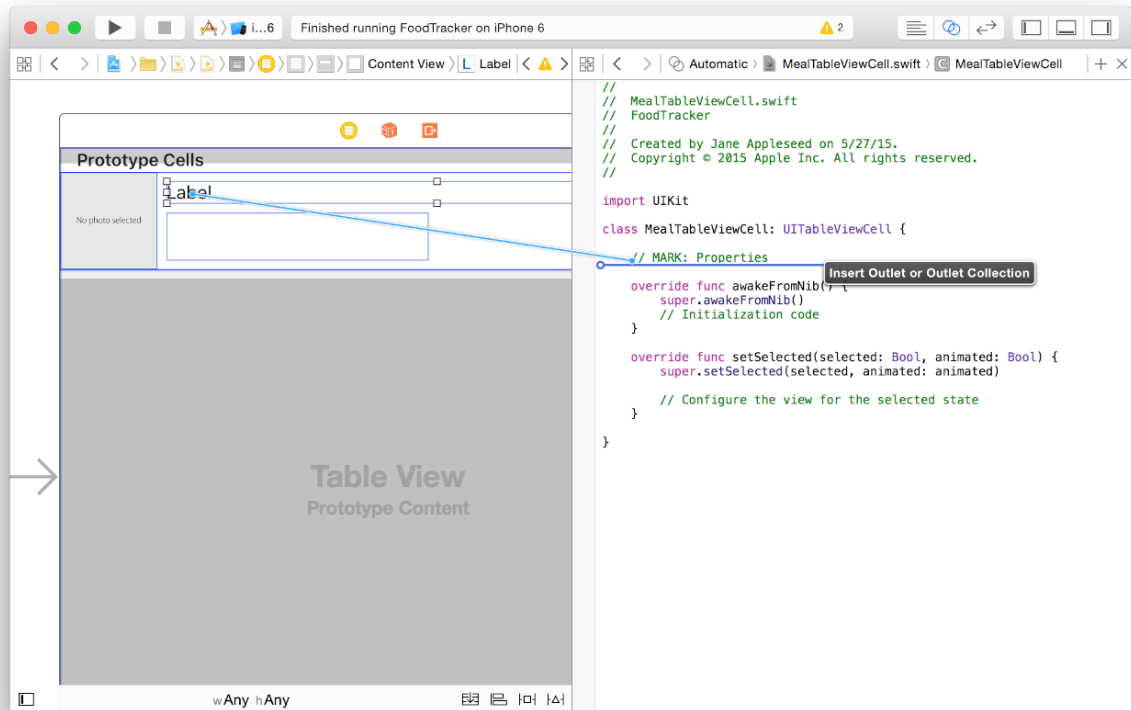 i...6
Finished running FoodTracker on iPhone 6
2
Content View
L Label
Automatic
MealTableViewCell.swift
C MealTableViewCell
Prototype Cells
No photo selected
Label
Table View
Prototype Content
wAny hAny
//
// MealTableViewCell.swift
// FoodTracker
//
// Created by Jane Appleseed on 5/27/15.
// Copyright © 2015 Apple Inc. All rights reserved.
//
import UIKit
class MealTableViewCell: UITableViewCell {
// MARK: Properties
Insert Outlet or Outlet Collection
override func awakeFromNib() {
super.awakeFromNib()
// Initialization code
}
override func setSelected(selected: Bool, animated: Bool) {
super.setSelected(selected, animated: animated)
// Configure the view for the selected state
}
}